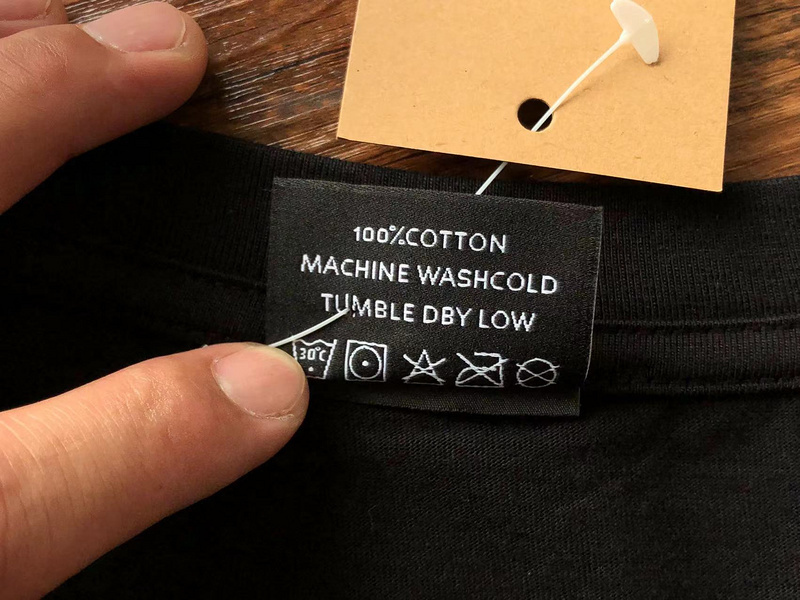 100%COTTON
MACHINE WASHCOLD
TUMBLE DBY LOW
30°C